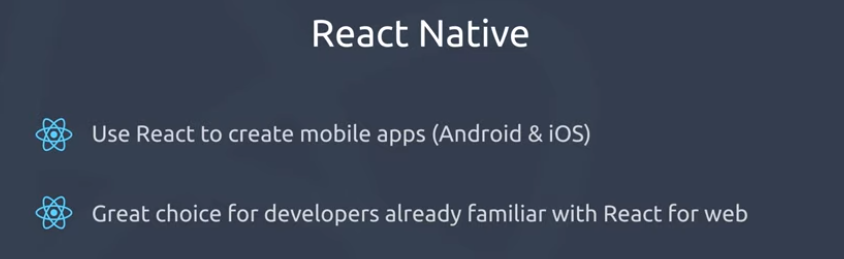 React Native
Use React to create mobile apps (Android & iOS)
Great choice for developers already familiar with React for web